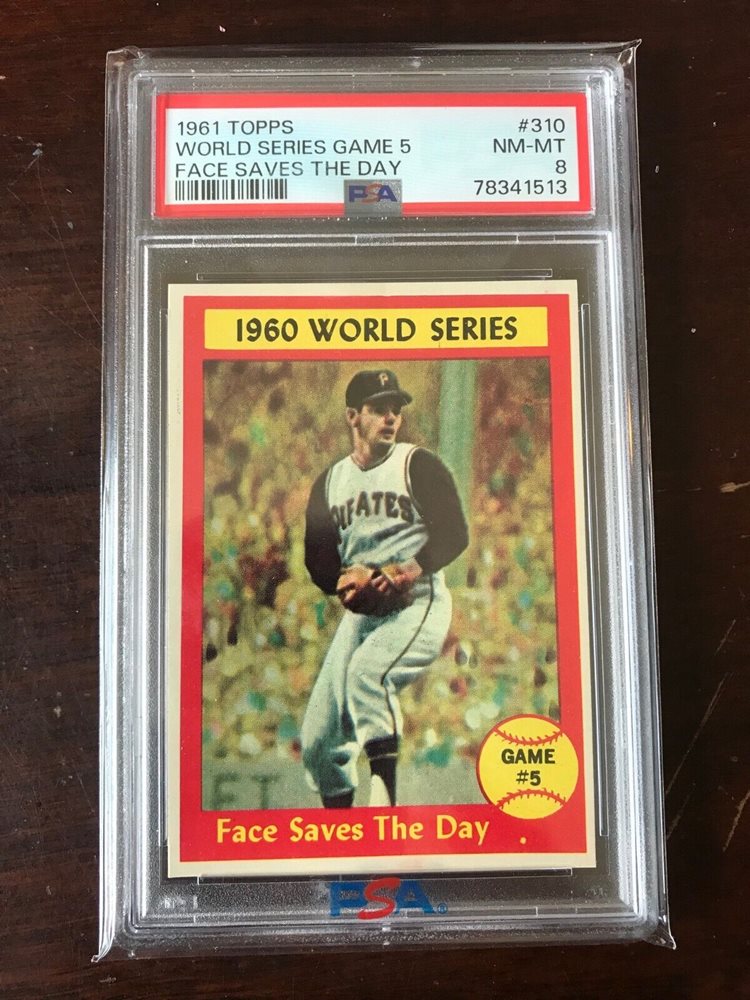 1961 TOPPS #310
WORLD SERIES GAME 5 NM-MT
FACE SAVES THE DAY 8
PSA 78341513
1960 WORLD SERIES
P
PIRATES
FT
GAME
#5
Face Saves The Day
PSA®